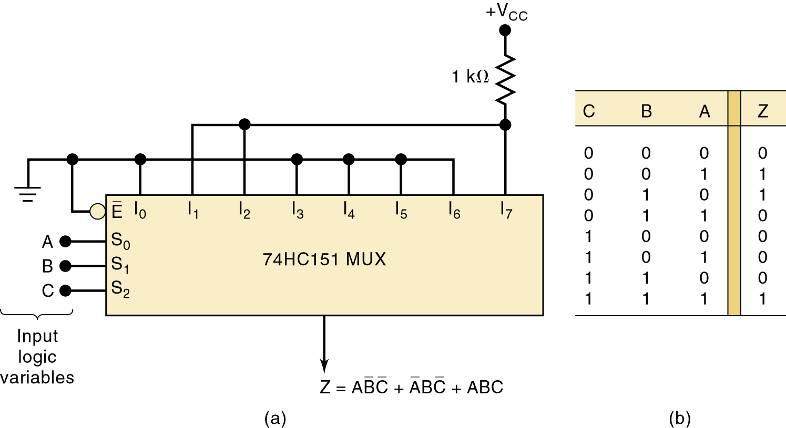 +VCC
1 kΩ
E̅ I0 I1 I2 I3 I4 I5 I6 I7
A S0
B S1
C S2
74HC151 MUX
Input
logic
variables
Z = AB̅C̅ + A̅BC̅ + ABC
(a)
C B A Z
0 0 0 0
0 0 1 1
0 1 0 1
0 1 1 0
1 0 0 0
1 0 1 0
1 1 0 0
1 1 1 1
(b)